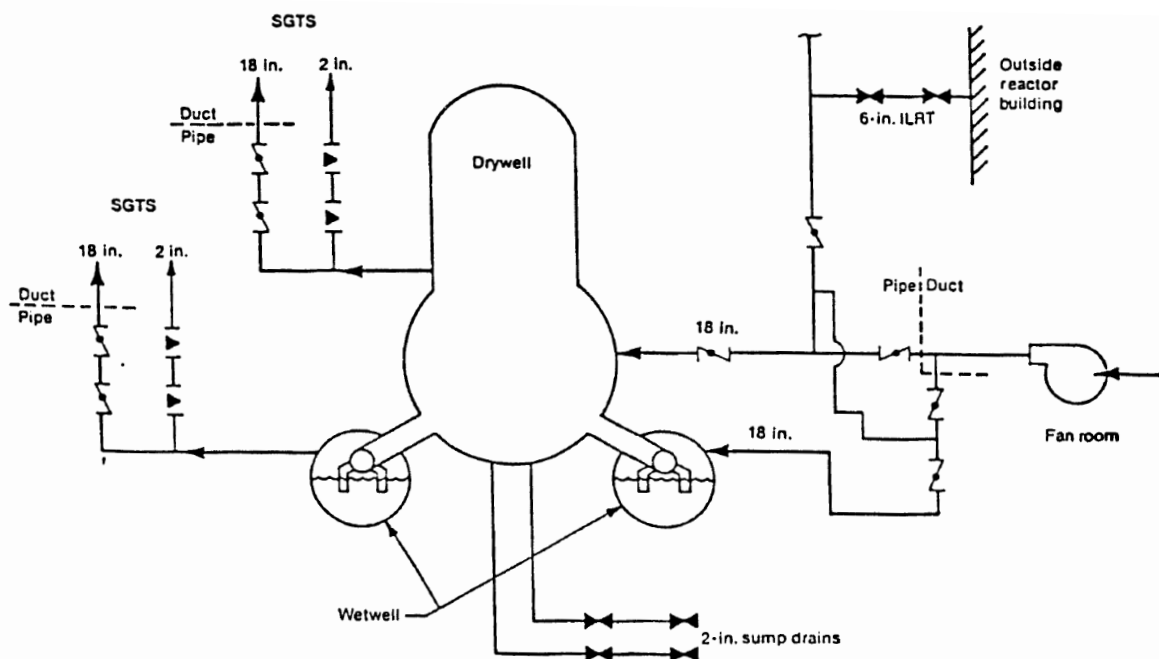 SGTS
18 in.
2 in.
Duct
Pipe
Drywell
Outside
reactor
building
6-in. ILRT
SGTS
18 in.
2 in.
Duct
Pipe
Pipe
Duct
18 in.
18 in.
Fan room
Wetwell
2-in. sump drains